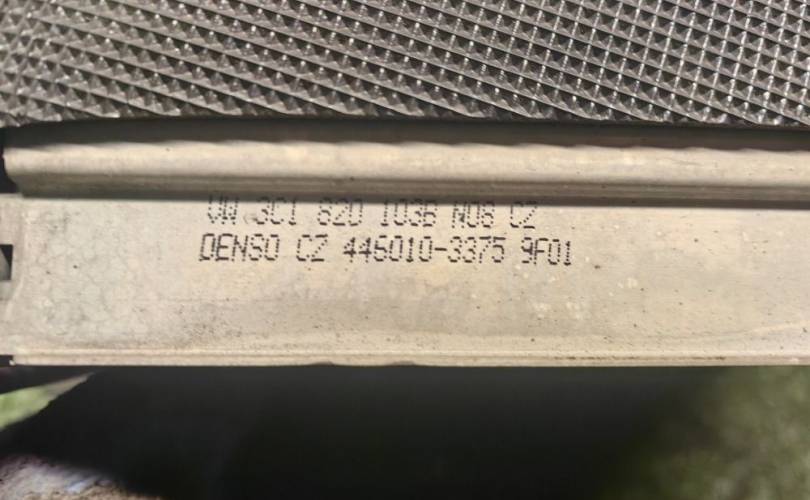 VW 3C1 820 103B N08 CZ
DENSO CZ 446010-3375 9F01